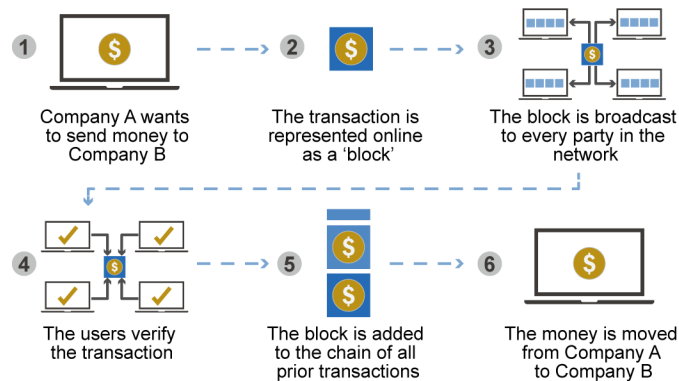 1
$
Company A wants
to send money to
Company B
2
$
The transaction is
represented online
as a ‘block’
3
$
The block is broadcast
to every party in the
network
4
$
The users verify
the transaction
5
$
$
The block is added
to the chain of all
prior transactions
6
$
The money is moved
from Company A
to Company B